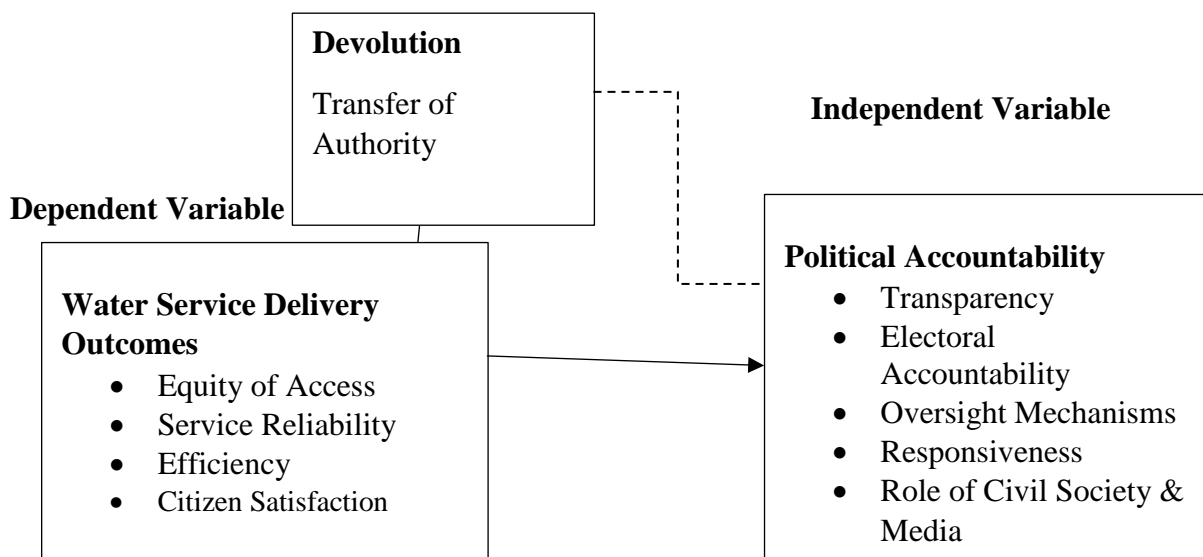 Devolution
Transfer of
Authority
Independent Variable
Dependent Variable
Water Service Delivery
Outcomes
• Equity of Access
• Service Reliability
• Efficiency
• Citizen Satisfaction
Political Accountability
• Transparency
• Electoral
Accountability
• Oversight Mechanisms
• Responsiveness
• Role of Civil Society &
Media